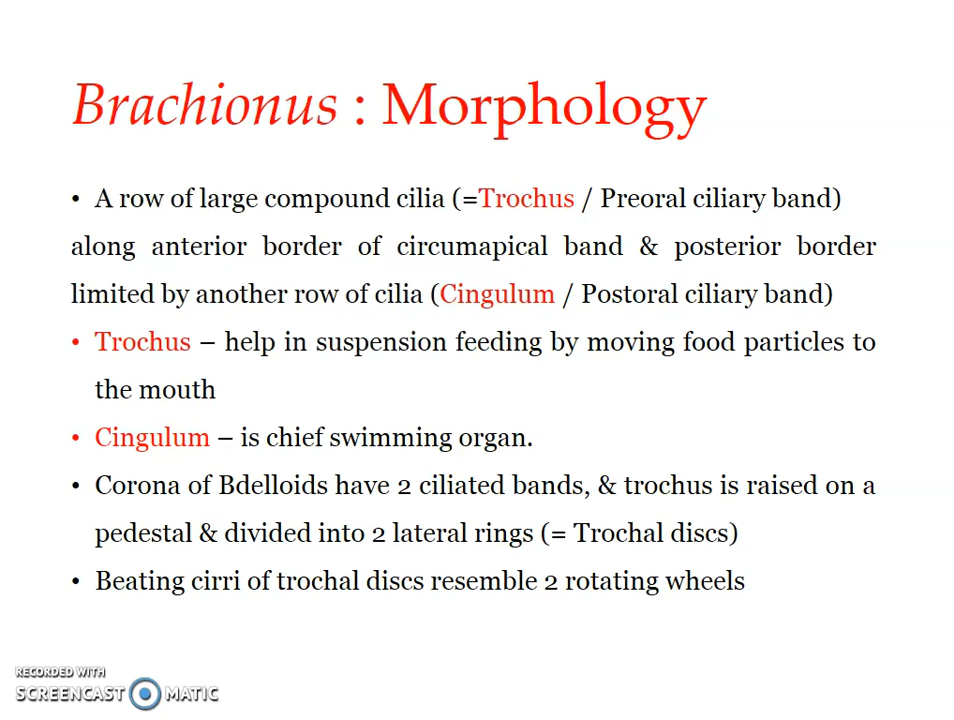 Brachionus : Morphology
• A row of large compound cilia (=Trochus / Preoral ciliary band)
along anterior border of circumapical band & posterior border
limited by another row of cilia (Cingulum / Postoral ciliary band)
• Trochus – help in suspension feeding by moving food particles to
the mouth
• Cingulum – is chief swimming organ.
• Corona of Bdelloids have 2 ciliated bands, & trochus is raised on a
pedestal & divided into 2 lateral rings (= Trochal discs)
• Beating cirri of trochal discs resemble 2 rotating wheels
RECORDED WITH
SCREENCAST MATIC